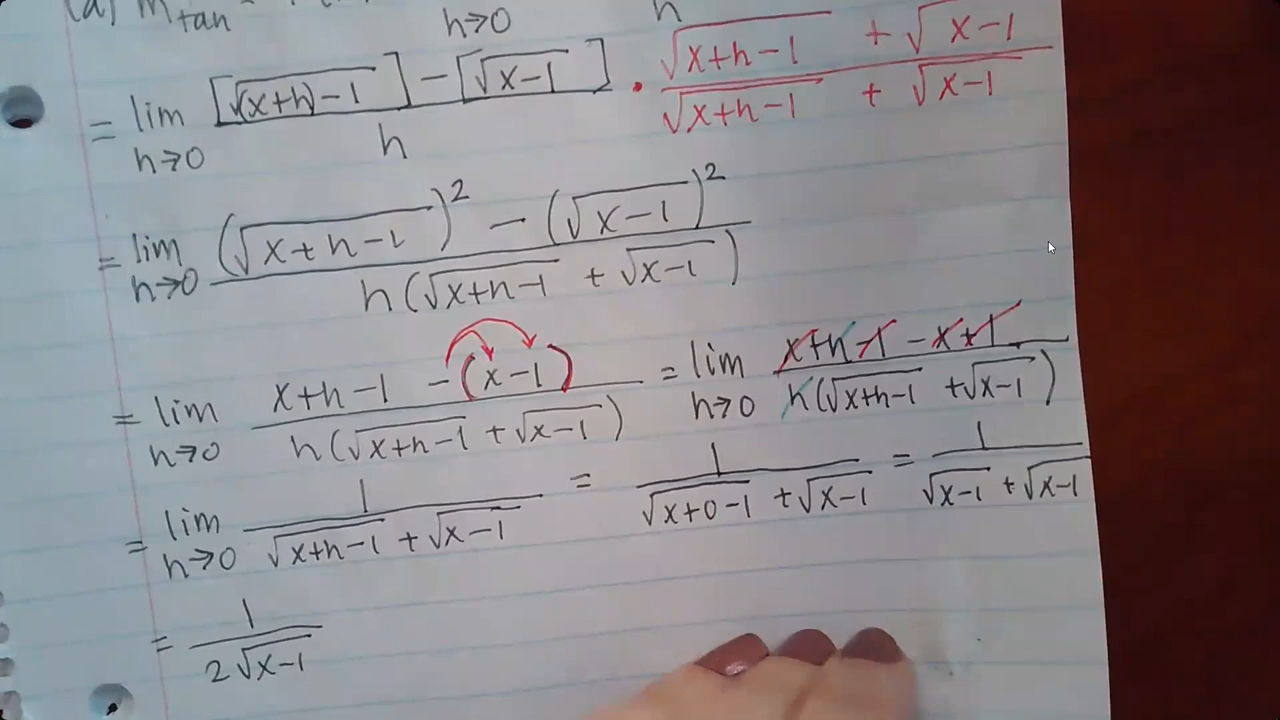 (a) m_tan
h→0 h
= lim h→0 [√(x+h)-1] - [√x-1] / h · √x+h-1 + √x-1 / √x+h-1 + √x-1
= lim h→0 (√x+h-1)² - (√x-1)² / h(√x+h-1 + √x-1)
= lim h→0 x+h-1 -(x-1) / h(√x+h-1 + √x-1) = lim h→0 x+h-1-x+1 / h(√x+h-1 + √x-1)
= lim h→0 1 / √x+h-1 + √x-1 = 1 / √x+0-1 + √x-1 = 1 / √x-1 + √x-1
= 1 / 2√x-1